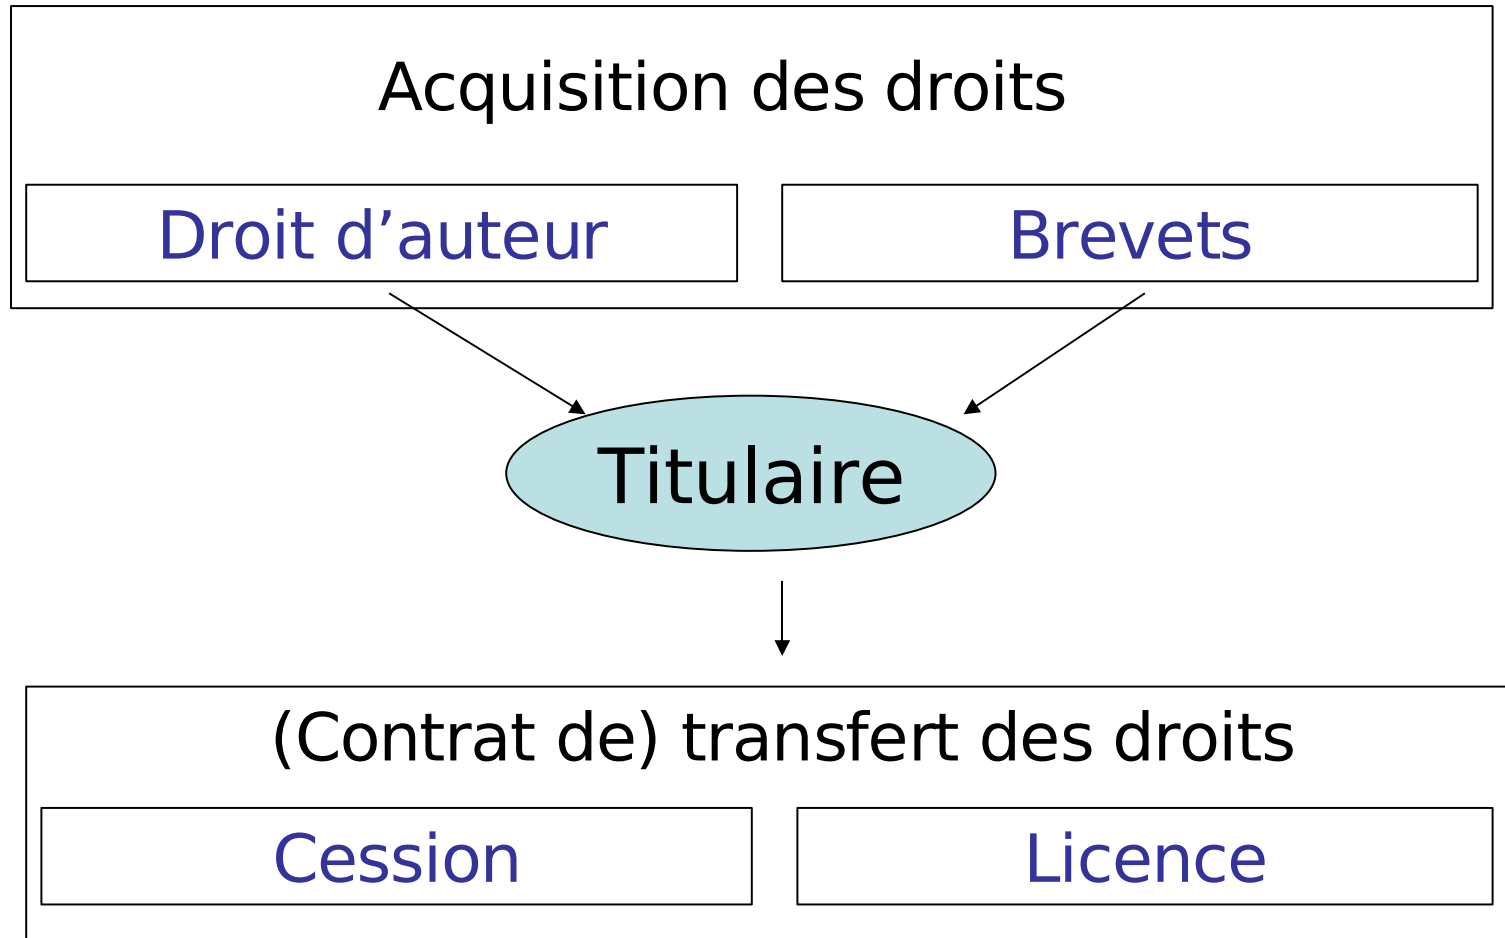 Acquisition des droits
Droit d’auteur
Brevets
Titulaire
(Contrat de) transfert des droits
Cession
Licence